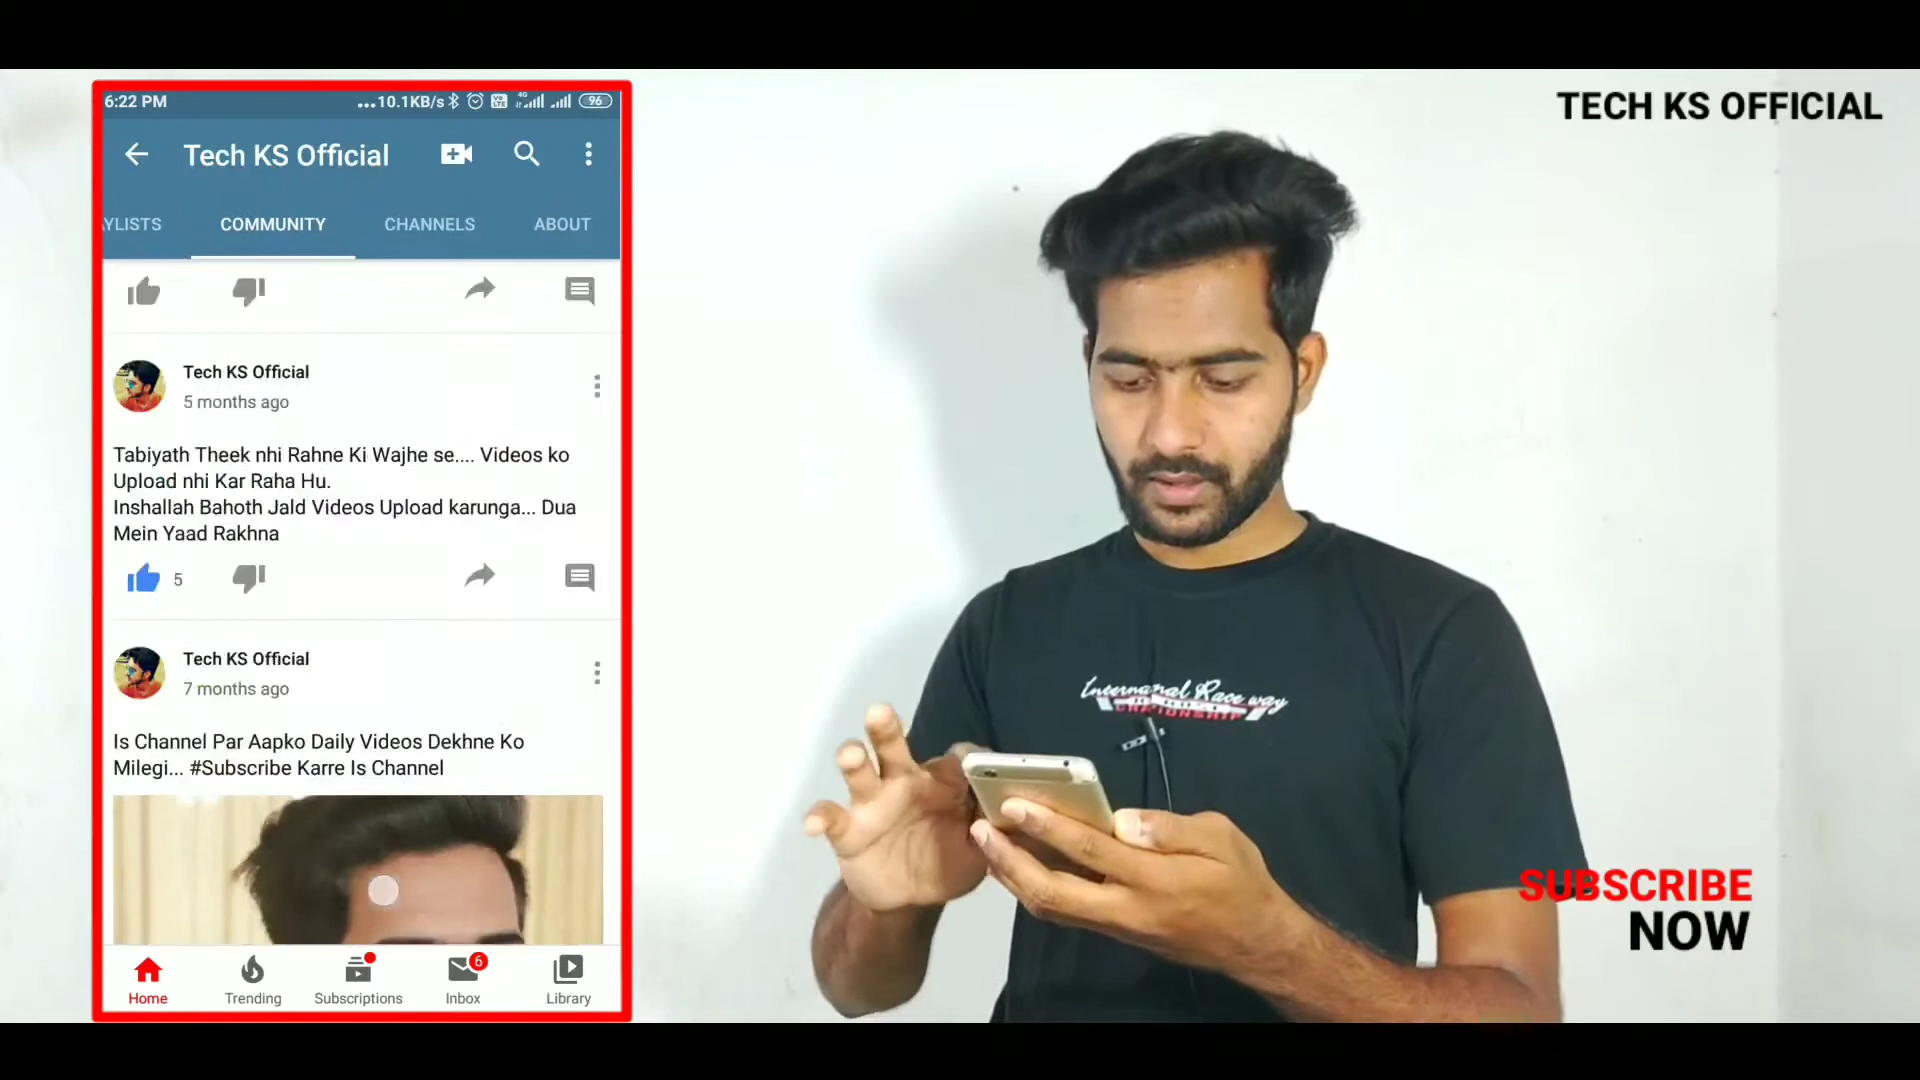 6:22 PM
...10.1KB/s
4G
96
TECH KS OFFICIAL
Tech KS Official
YLISTS
COMMUNITY
CHANNELS
ABOUT
Tech KS Official
5 months ago
Tabiyath Theek nhi Rahne Ki Wajhe se.... Videos ko
Upload nhi Kar Raha Hu.
Inshallah Bahoth Jald Videos Upload karunga... Dua
Mein Yaad Rakhna
5
Tech KS Official
7 months ago
Is Channel Par Aapko Daily Videos Dekhne Ko
Milegi... #Subscribe Karre Is Channel
6
Home
Trending
Subscriptions
Inbox
Library
Race way
SUBSCRIBE
NOW